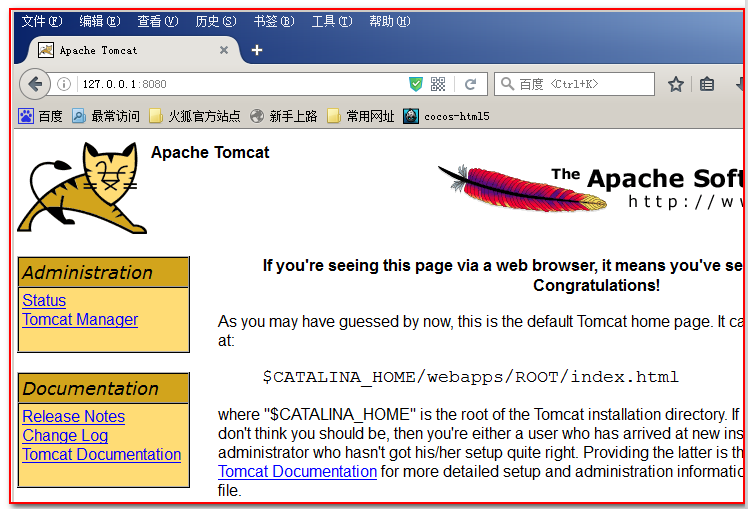 文件(F) 编辑(E) 查看(V) 历史(S) 书签(B) 工具(T) 帮助(H)
Apache Tomcat
127.0.0.1:8080
百度 <Ctrl+K>
百度 最常访问 火狐官方站点 新手上路 常用网址 cocos-html5
Apache Tomcat
The Apache Soft
http://w
Administration
Status
Tomcat Manager
Documentation
Release Notes
Change Log
Tomcat Documentation
If you're seeing this page via a web browser, it means you've se
Congratulations!
As you may have guessed by now, this is the default Tomcat home page. It ca
at:
$CATALINA_HOME/webapps/ROOT/index.html
where "$CATALINA_HOME" is the root of the Tomcat installation directory. If
don't think you should be, then you're either a user who has arrived at new ins
administrator who hasn't got his/her setup quite right. Providing the latter is th
Tomcat Documentation for more detailed setup and administration informatio
file.